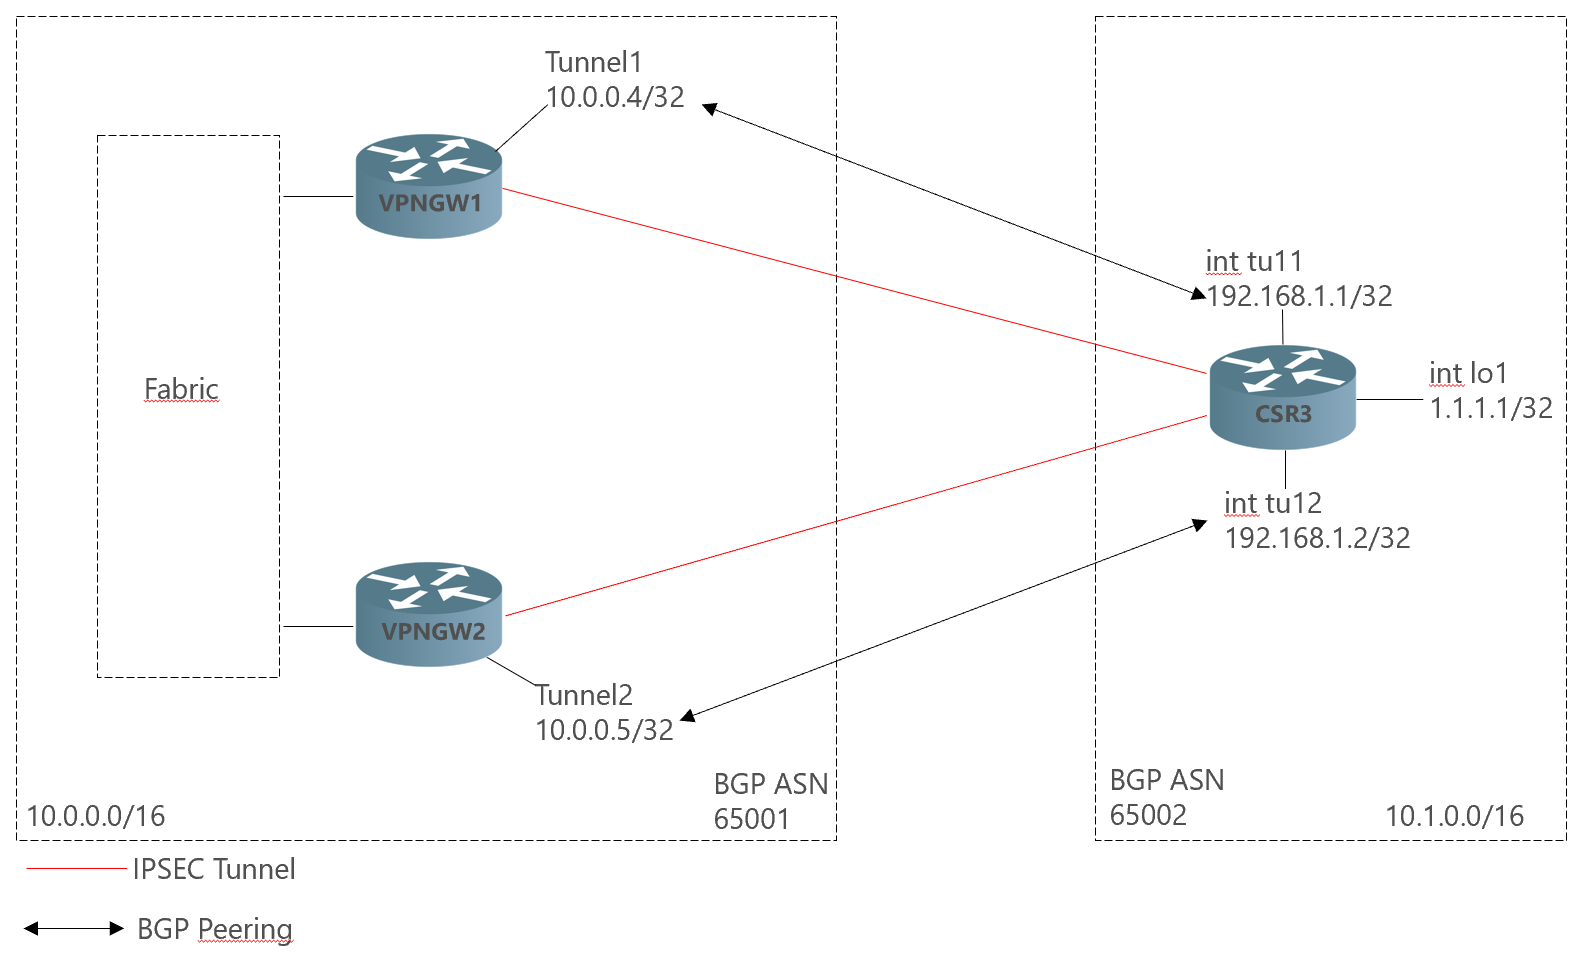 Tunnel1
10.0.0.4/32
VPNGW1
int tu11
192.168.1.1/32
Fabric
int lo1
1.1.1.1/32
CSR3
int tu12
192.168.1.2/32
VPNGW2
Tunnel2
10.0.0.5/32
BGP ASN
65001
10.0.0.0/16
BGP ASN
65002
10.1.0.0/16
IPSEC Tunnel
BGP Peering